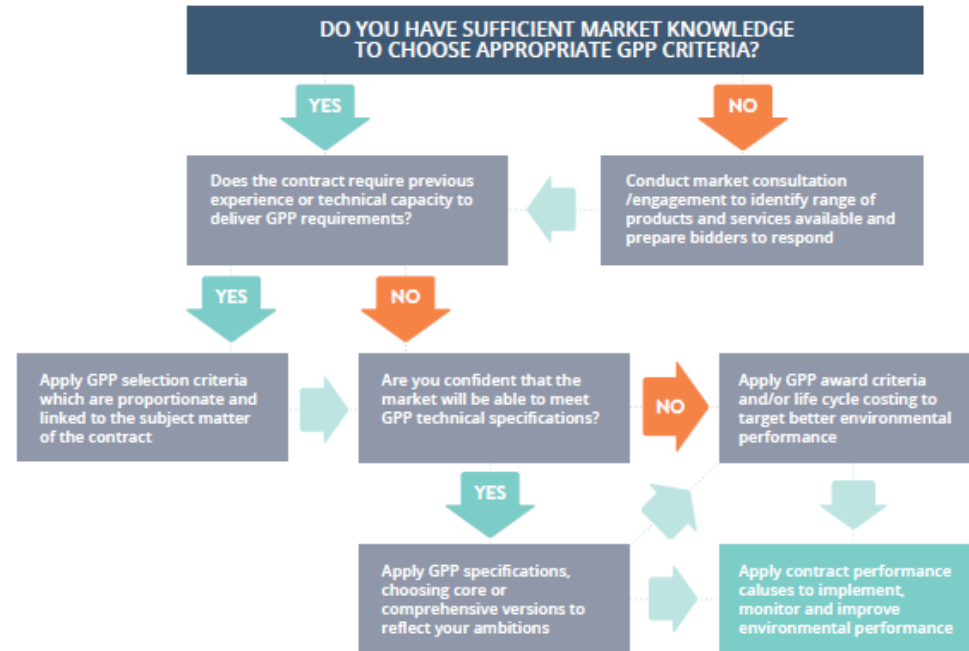 DO YOU HAVE SUFFICIENT MARKET KNOWLEDGE
TO CHOOSE APPROPRIATE GPP CRITERIA?
YES
NO
Does the contract require previous
experience or technical capacity to
deliver GPP requirements?
Conduct market consultation
/engagement to identify range of
products and services available and
prepare bidders to respond
YES
NO
Apply GPP selection criteria
which are proportionate and
linked to the subject matter
of the contract
Are you confident that the
market will be able to meet
GPP technical specifications?
NO
Apply GPP award criteria
and/or life cycle costing to
target better environmental
performance
YES
Apply GPP specifications,
choosing core or
comprehensive versions to
reflect your ambitions
Apply contract performance
caluses to implement,
monitor and improve
environmental performance